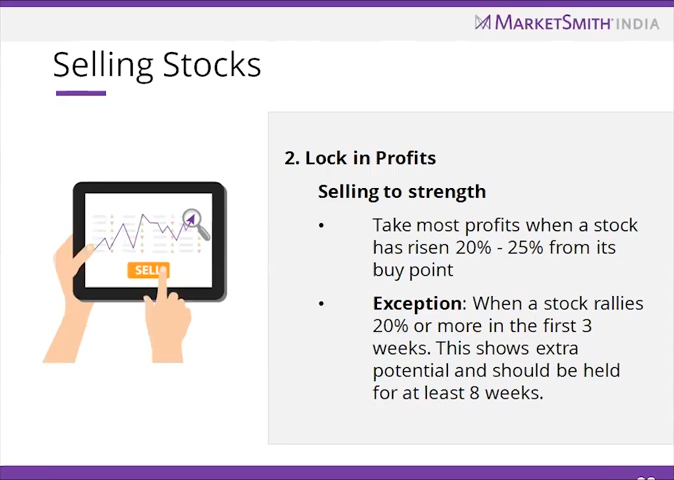 MARKETSMITH INDIA
Selling Stocks
2. Lock in Profits
Selling to strength
• Take most profits when a stock
has risen 20% - 25% from its
buy point
• Exception: When a stock rallies
20% or more in the first 3
weeks. This shows extra
potential and should be held
for at least 8 weeks.
SELL